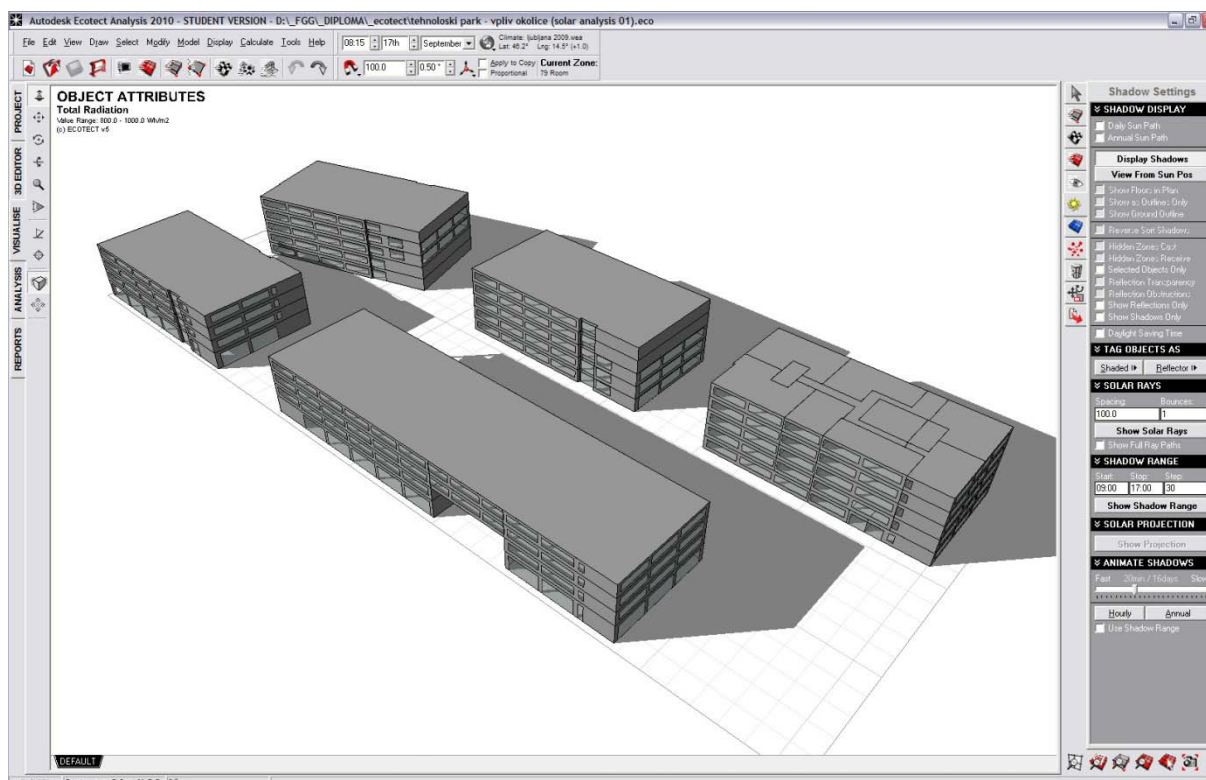 Autodesk Ecotect Analysis 2010 - STUDENT VERSION - D:\_FGG\_DIPLOMA\_ecotect\tehnoloski park - vpliv okolice (solar analysis 01).eco
File Edit View Draw Select Modify Model Display Calculate Tools Help
08:15 17th September
Climate: ljubljana 2009.wea
Lat: 46.2° Lng: 14.5° (+1.0)
100.0 0.50°
Apply to Copy
Proportional
Current Zone:
79 Room
PROJECT
3D EDITOR
VISUALISE
ANALYSIS
REPORTS
OBJECT ATTRIBUTES
Total Radiation
Value Range: 800.0 - 1000.0 Wh/m2
(c) ECOTECT v5
DEFAULT
Shadow Settings
SHADOW DISPLAY
Daily Sun Path
Annual Sun Path
Display Shadows
View From Sun Pos
Show Floors in Plan
Show as Outlines Only
Show Ground Outline
Reverse Sort Shadows
Hidden Zones Cast
Hidden Zones Receive
Selected Objects Only
Reflection Transparency
Reflection Obstructions
Show Reflections Only
Show Shadows Only
Daylight Saving Time
TAG OBJECTS AS
Shaded Reflector
SOLAR RAYS
Spacing: Bounces:
100.0 1
Show Solar Rays
Show Full Ray Paths
SHADOW RANGE
Start: Stop: Step:
09:00 17:00 30
Show Shadow Range
SOLAR PROJECTION
Show Projection
ANIMATE SHADOWS
Fast 20min / 16days Slow
Hourly Annual
Use Shadow Range